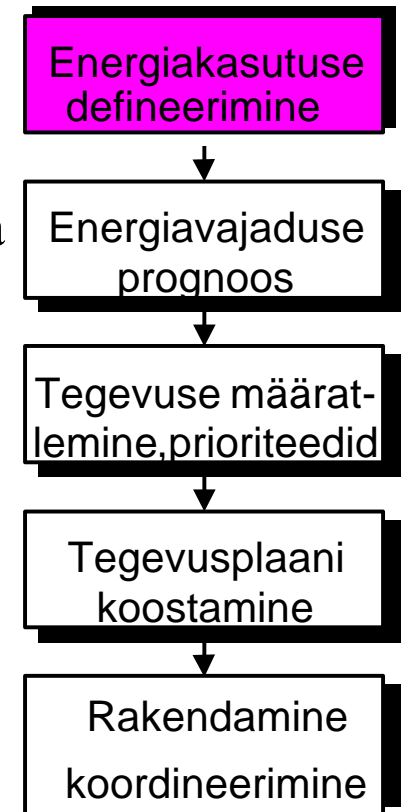 Energiakasutuse
defineerimine
Energiavajaduse
prognoos
Tegevuse määrat-
lemine,prioriteedid
Tegevusplaani
koostamine
Rakendamine
koordineerimine